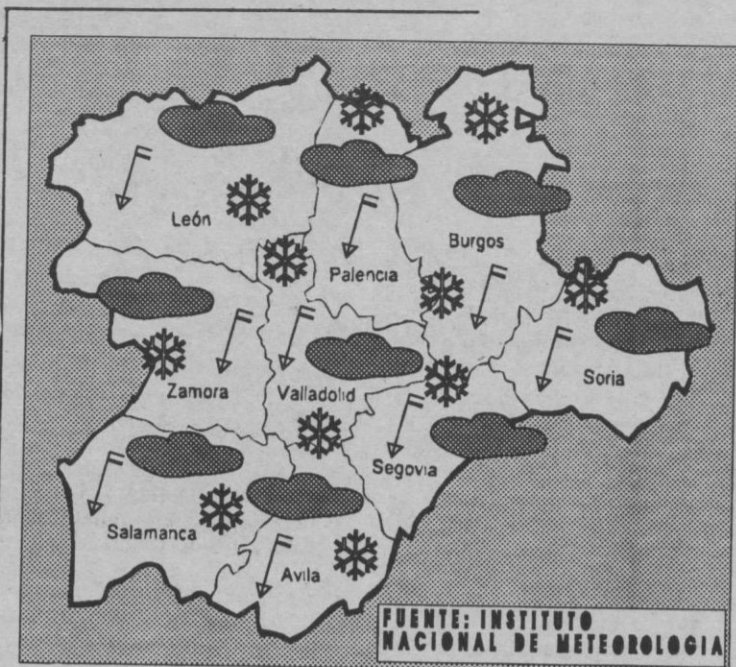 León
Burgos
Palencia
Zamora
Valladolid
Soria
Segovia
Salamanca
Avila
FUENTE: INSTITUTO
NACIONAL DE METEOROLOGIA